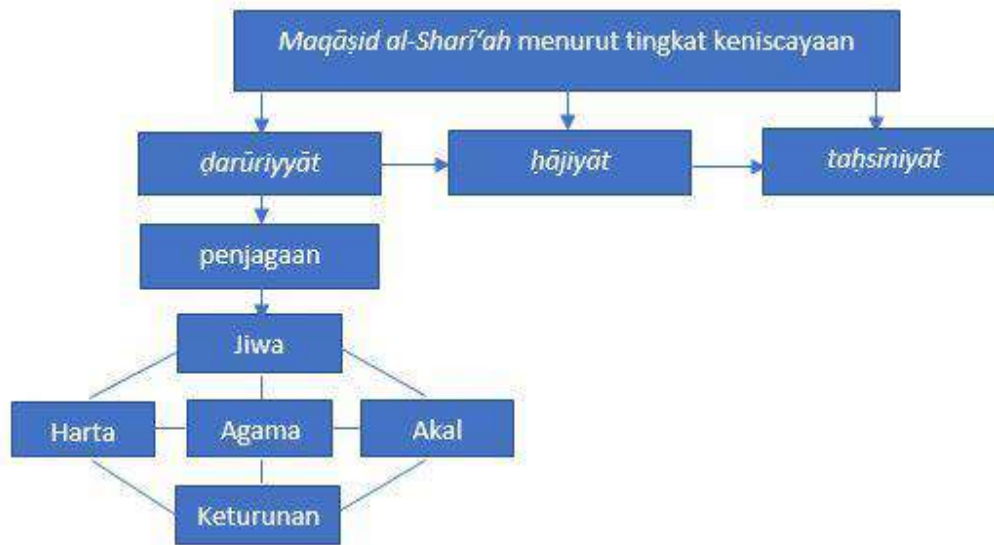 Maqāṣid al-Sharī‘ah menurut tingkat keniscayaan
ḍarūriyyāt
ḥājiyāt
taḥsīniyāt
penjagaan
Jiwa
Harta
Agama
Akal
Keturunan